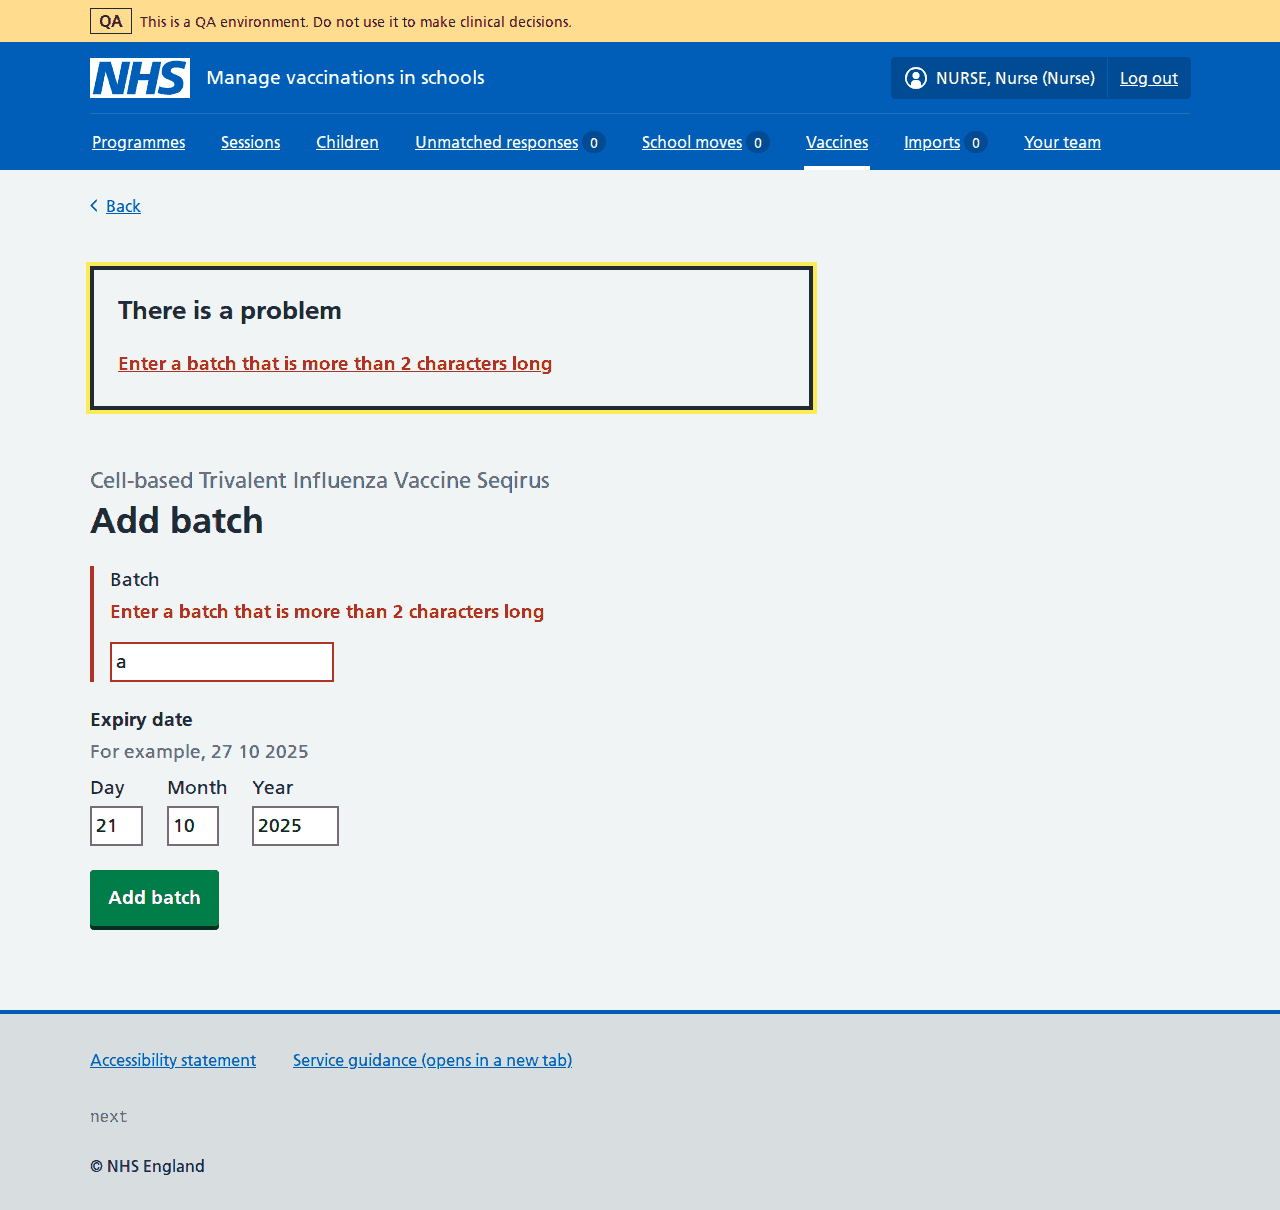 QA This is a QA environment. Do not use it to make clinical decisions.
NHS Manage vaccinations in schools NURSE, Nurse (Nurse) Log out
Programmes Sessions Children Unmatched responses 0 School moves 0 Vaccines Imports 0 Your team
Back
There is a problem
Enter a batch that is more than 2 characters long
Cell-based Trivalent Influenza Vaccine Seqirus
Add batch
Batch
Enter a batch that is more than 2 characters long
a
Expiry date
For example, 27 10 2025
Day Month Year
21 10 2025
Add batch
Accessibility statement Service guidance (opens in a new tab)
next
© NHS England